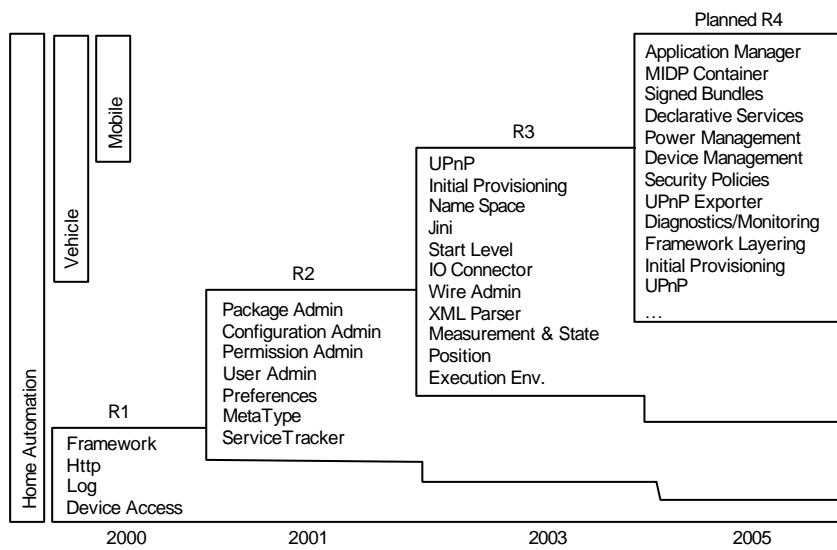 Planned R4
Application Manager
MIDP Container
Signed Bundles
Declarative Services
Power Management
Device Management
Security Policies
UPnP Exporter
Diagnostics/Monitoring
Framework Layering
Initial Provisioning
UPnP
…
R3
UPnP
Initial Provisioning
Name Space
Jini
Start Level
IO Connector
Wire Admin
XML Parser
Measurement & State
Position
Execution Env.
R2
Package Admin
Configuration Admin
Permission Admin
User Admin
Preferences
MetaType
ServiceTracker
R1
Framework
Http
Log
Device Access
Home Automation
Vehicle
Mobile
2000
2001
2003
2005